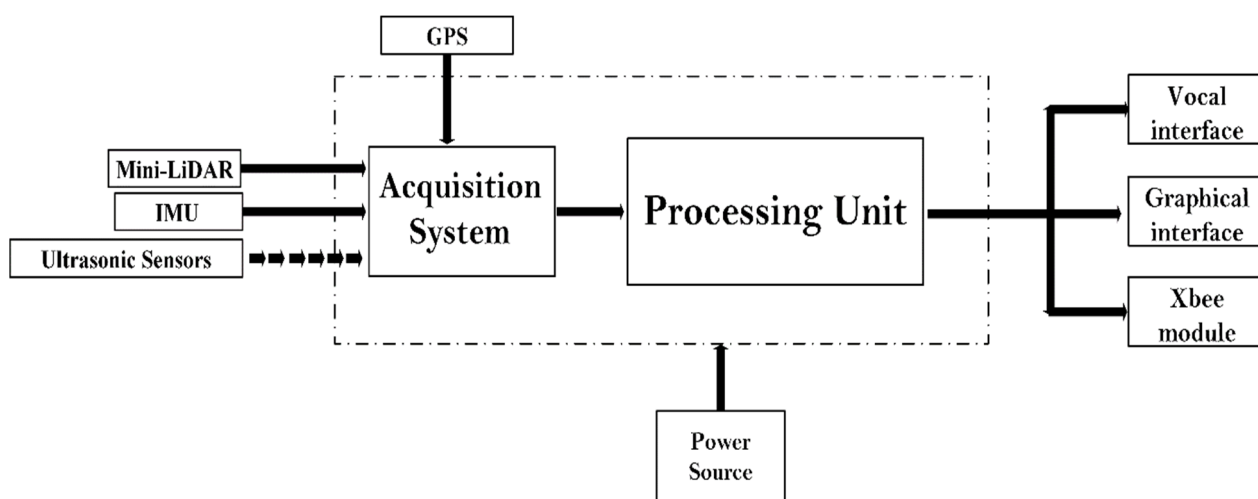 GPS
Mini-LiDAR
IMU
Ultrasonic Sensors
Acquisition
System
Processing Unit
Vocal
interface
Graphical
interface
Xbee
module
Power
Source